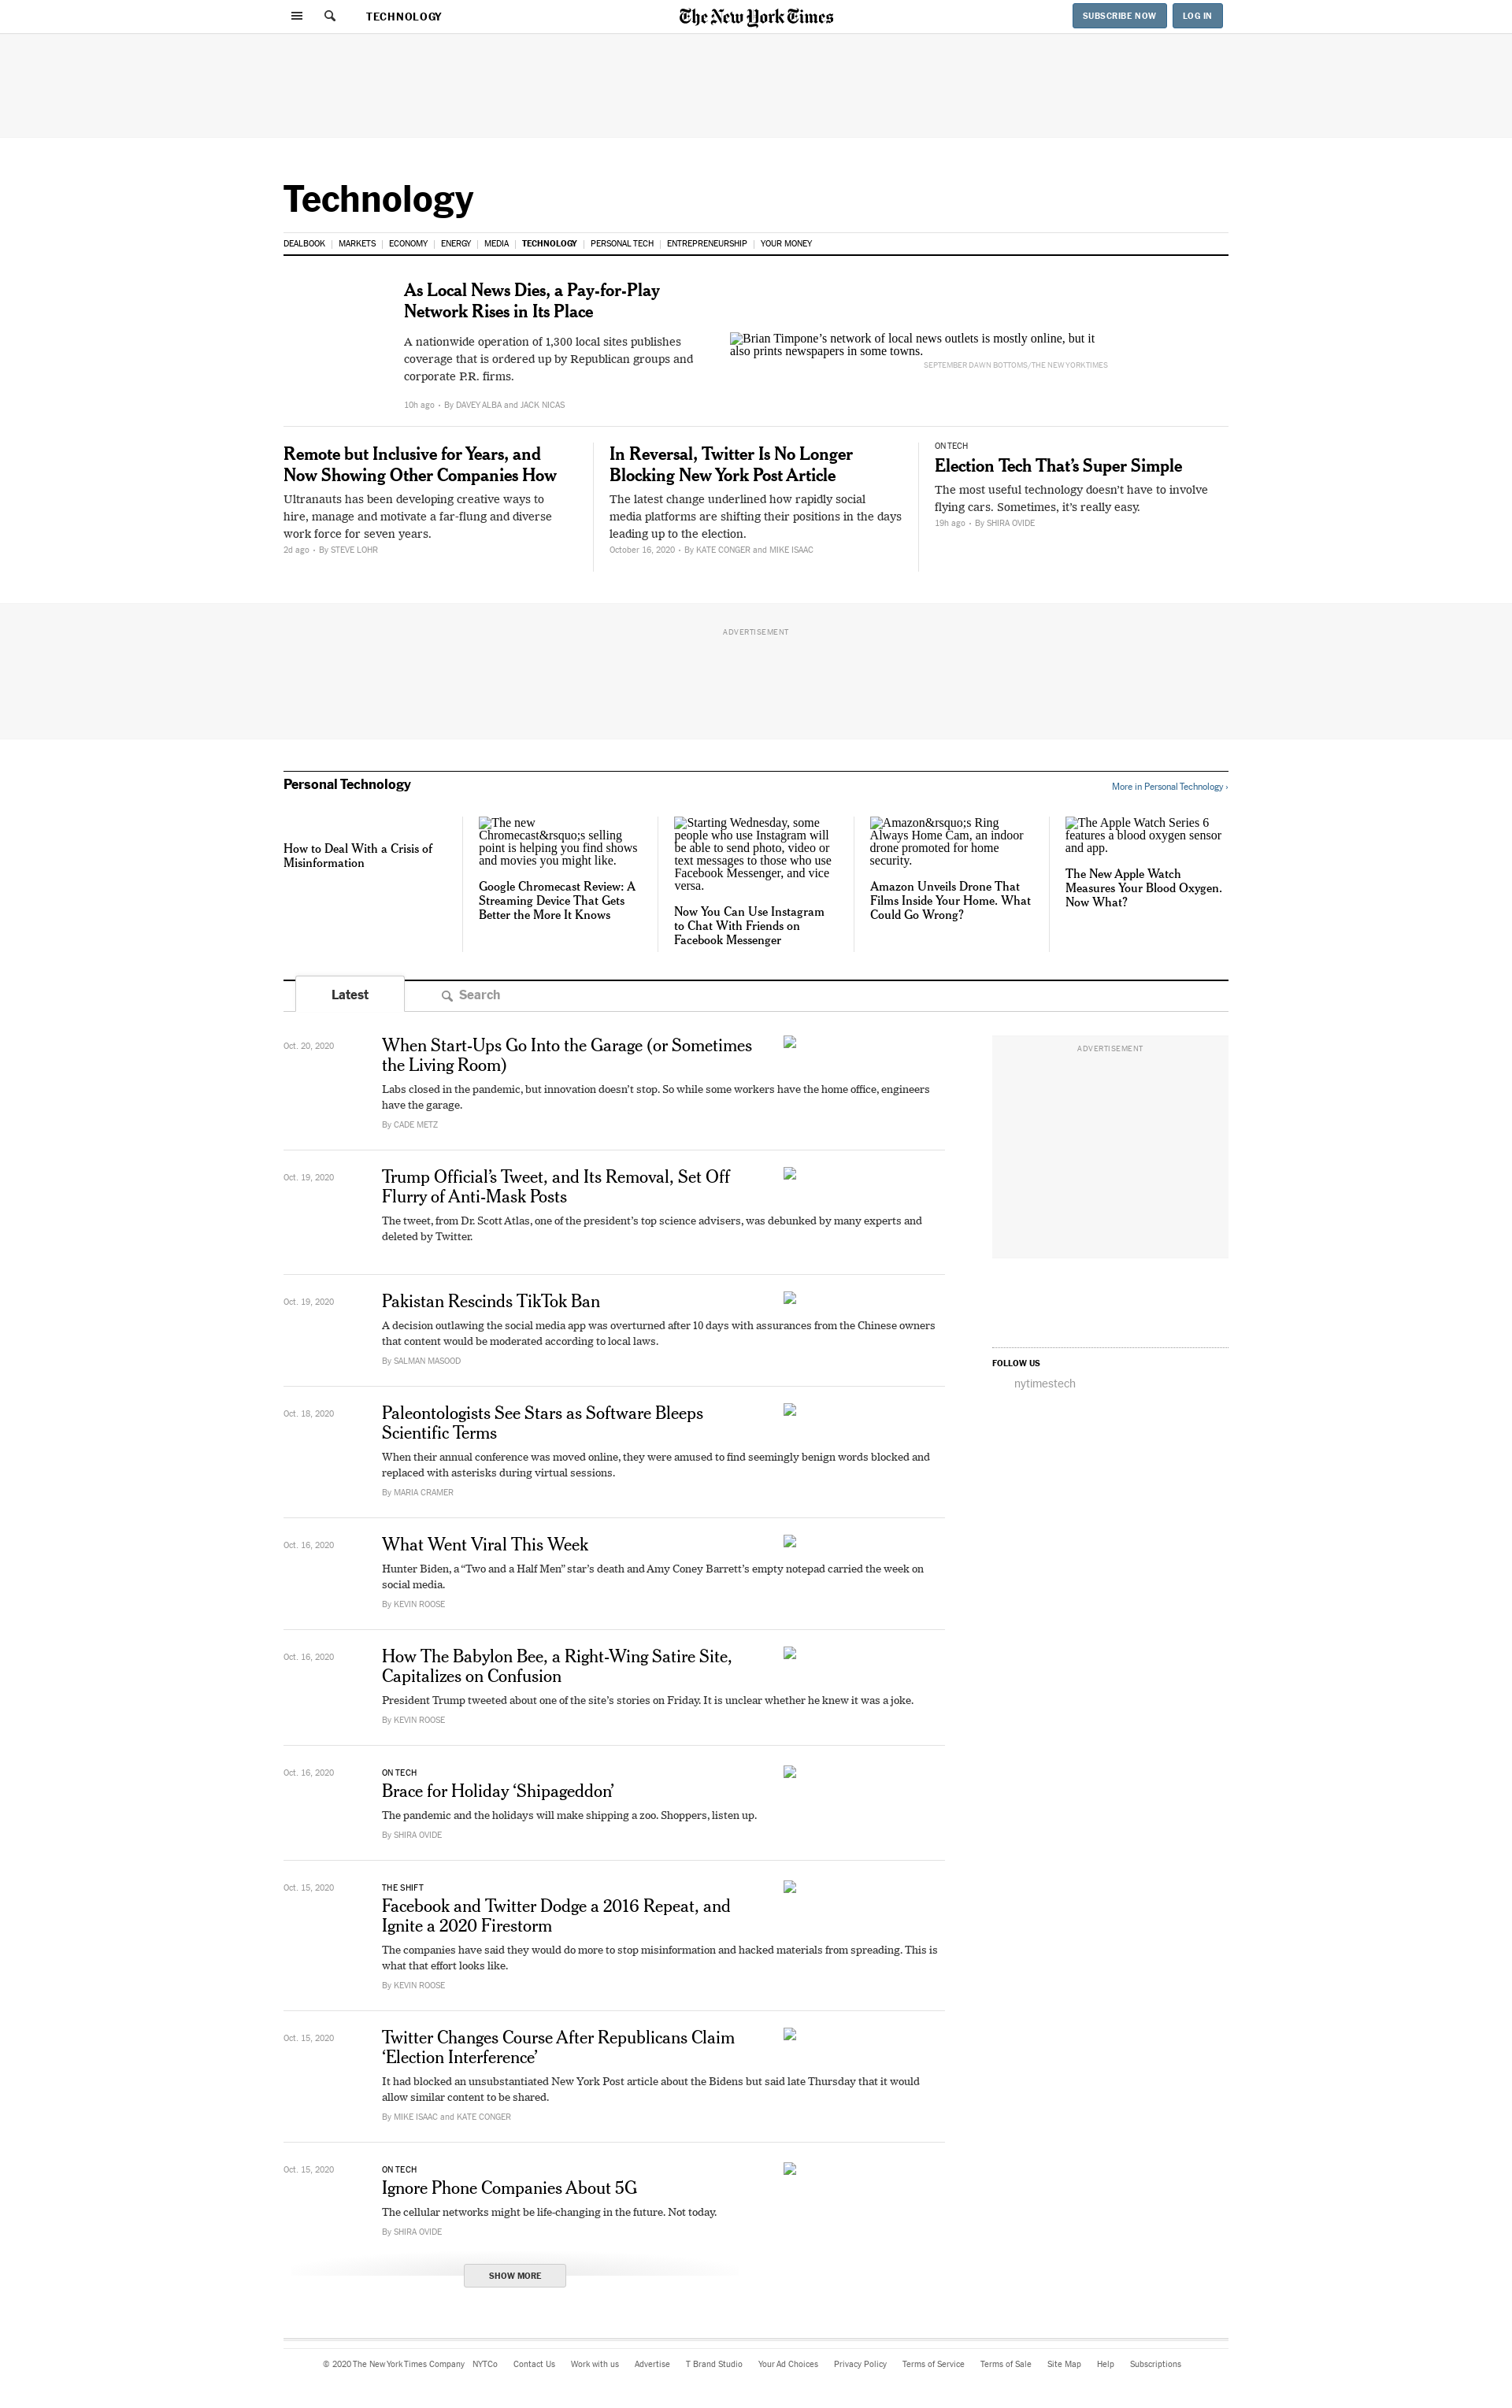 TECHNOLOGY
The New York Times
SUBSCRIBE NOW
LOG IN
Technology
DEALBOOK
MARKETS
ECONOMY
ENERGY
MEDIA
TECHNOLOGY
PERSONAL TECH
ENTREPRENEURSHIP
YOUR MONEY
As Local News Dies, a Pay-for-Play
Network Rises in Its Place
A nationwide operation of 1,300 local sites publishes
coverage that is ordered up by Republican groups and
corporate P.R. firms.
10h ago • By DAVEY ALBA and JACK NICAS
Brian Timpone’s network of local news outlets is mostly online, but it
also prints newspapers in some towns.
SEPTEMBER DAWN BOTTOMS/THE NEW YORK TIMES
Remote but Inclusive for Years, and
Now Showing Other Companies How
Ultranauts has been developing creative ways to
hire, manage and motivate a far-flung and diverse
work force for seven years.
2d ago • By STEVE LOHR
In Reversal, Twitter Is No Longer
Blocking New York Post Article
The latest change underlined how rapidly social
media platforms are shifting their positions in the days
leading up to the election.
October 16, 2020 • By KATE CONGER and MIKE ISAAC
ON TECH
Election Tech That’s Super Simple
The most useful technology doesn’t have to involve
flying cars. Sometimes, it’s really easy.
19h ago • By SHIRA OVIDE
ADVERTISEMENT
Personal Technology
More in Personal Technology ›
How to Deal With a Crisis of
Misinformation
The new
Chromecast&rsquo;s selling
point is helping you find shows
and movies you might like.
Google Chromecast Review: A
Streaming Device That Gets
Better the More It Knows
Starting Wednesday, some
people who use Instagram will
be able to send photo, video or
text messages to those who use
Facebook Messenger, and vice
versa.
Now You Can Use Instagram
to Chat With Friends on
Facebook Messenger
Amazon&rsquo;s Ring
Always Home Cam, an indoor
drone promoted for home
security.
Amazon Unveils Drone That
Films Inside Your Home. What
Could Go Wrong?
The Apple Watch Series 6
features a blood oxygen sensor
and app.
The New Apple Watch
Measures Your Blood Oxygen.
Now What?
Latest
Search
Oct. 20, 2020
When Start-Ups Go Into the Garage (or Sometimes
the Living Room)
Labs closed in the pandemic, but innovation doesn’t stop. So while some workers have the home office, engineers
have the garage.
By CADE METZ
ADVERTISEMENT
Oct. 19, 2020
Trump Official’s Tweet, and Its Removal, Set Off
Flurry of Anti-Mask Posts
The tweet, from Dr. Scott Atlas, one of the president’s top science advisers, was debunked by many experts and
deleted by Twitter.
Oct. 19, 2020
Pakistan Rescinds TikTok Ban
A decision outlawing the social media app was overturned after 10 days with assurances from the Chinese owners
that content would be moderated according to local laws.
By SALMAN MASOOD
FOLLOW US
nytimestech
Oct. 18, 2020
Paleontologists See Stars as Software Bleeps
Scientific Terms
When their annual conference was moved online, they were amused to find seemingly benign words blocked and
replaced with asterisks during virtual sessions.
By MARIA CRAMER
Oct. 16, 2020
What Went Viral This Week
Hunter Biden, a “Two and a Half Men” star’s death and Amy Coney Barrett’s empty notepad carried the week on
social media.
By KEVIN ROOSE
Oct. 16, 2020
How The Babylon Bee, a Right-Wing Satire Site,
Capitalizes on Confusion
President Trump tweeted about one of the site’s stories on Friday. It is unclear whether he knew it was a joke.
By KEVIN ROOSE
Oct. 16, 2020
ON TECH
Brace for Holiday ‘Shipageddon’
The pandemic and the holidays will make shipping a zoo. Shoppers, listen up.
By SHIRA OVIDE
Oct. 15, 2020
THE SHIFT
Facebook and Twitter Dodge a 2016 Repeat, and
Ignite a 2020 Firestorm
The companies have said they would do more to stop misinformation and hacked materials from spreading. This is
what that effort looks like.
By KEVIN ROOSE
Oct. 15, 2020
Twitter Changes Course After Republicans Claim
‘Election Interference’
It had blocked an unsubstantiated New York Post article about the Bidens but said late Thursday that it would
allow similar content to be shared.
By MIKE ISAAC and KATE CONGER
Oct. 15, 2020
ON TECH
Ignore Phone Companies About 5G
The cellular networks might be life-changing in the future. Not today.
By SHIRA OVIDE
SHOW MORE
© 2020 The New York Times Company NYTCo Contact Us Work with us Advertise T Brand Studio Your Ad Choices Privacy Policy Terms of Service Terms of Sale Site Map Help Subscriptions